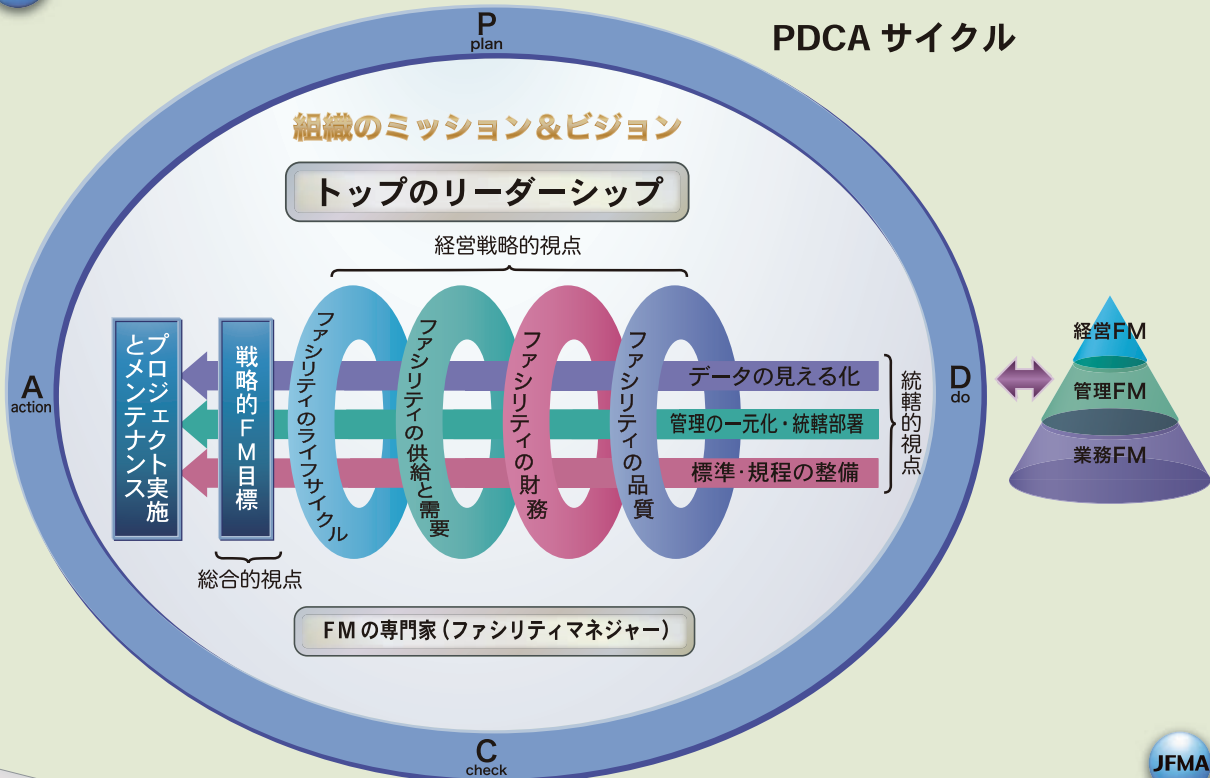 P
plan
PDCA サイクル
組織のミッション&ビジョン
トップのリーダーシップ
経営戦略的視点
プロジェクト実施
とメンテナンス
戦略的FM目標
ファシリティのライフサイクル
ファシリティの供給と需要
ファシリティの財務
ファシリティの品質
データの見える化
管理の一元化・統轄部署
標準・規程の整備
統轄的視点
総合的視点
FMの専門家(ファシリティマネジャー)
A
action
D
do
C
check
経営FM
管理FM
業務FM
JFMA